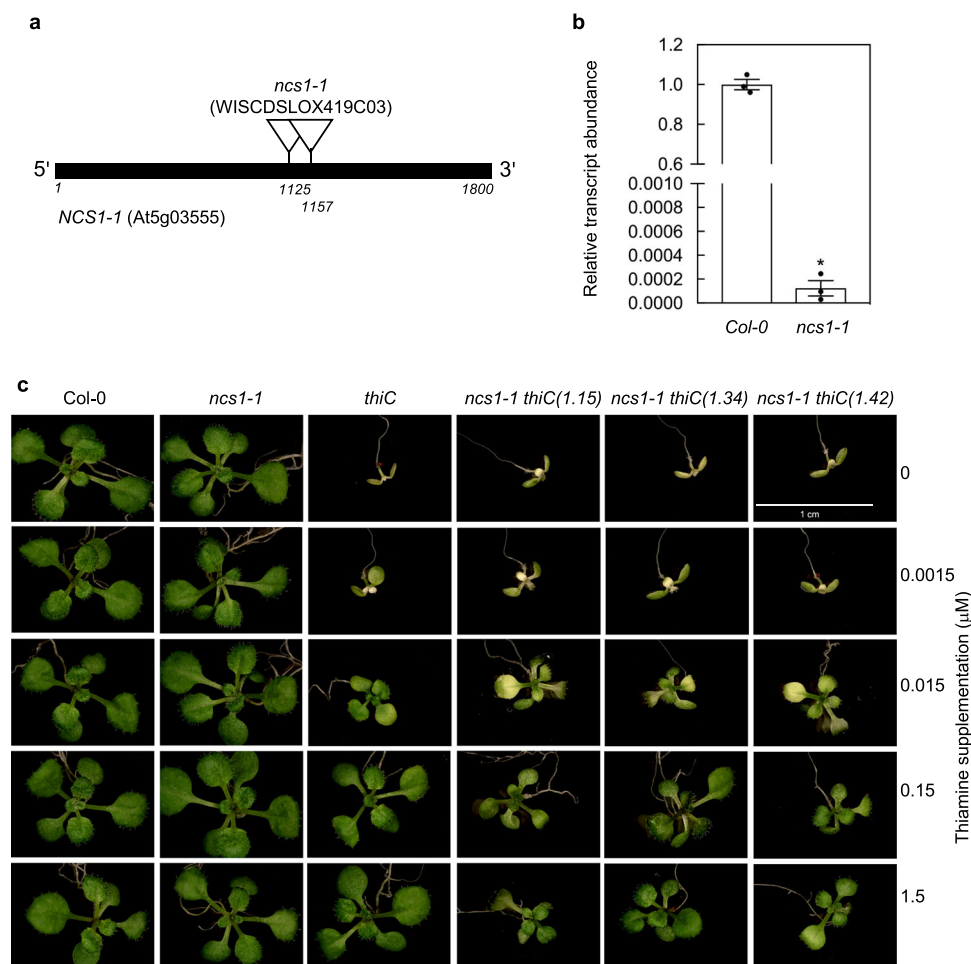 a
ncs1-1
(WISCDSLOX419C03)
5' 3'
1 1125 1800
1157
NCS1-1 (At5g03555)
b
Relative transcript abundance
1.2
1.0
0.8
0.6
0.0010
0.0008
0.0006
0.0004
0.0002
0.0000
*
Col-0 ncs1-1
c
Col-0 ncs1-1 thiC ncs1-1 thiC(1.15) ncs1-1 thiC(1.34) ncs1-1 thiC(1.42)
0
1 cm
0.0015
0.015
0.15
1.5
Thiamine supplementation (µM)